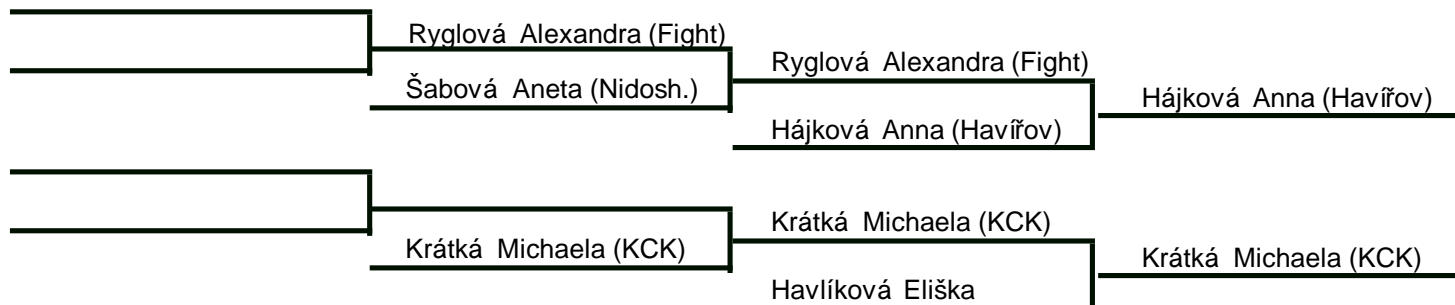 Ryglová Alexandra (Fight)
Šabová Aneta (Nidosh.)
Ryglová Alexandra (Fight)
Hájková Anna (Havířov)
Hájková Anna (Havířov)
Krátká Michaela (KCK)
Krátká Michaela (KCK)
Havlíková Eliška
Krátká Michaela (KCK)